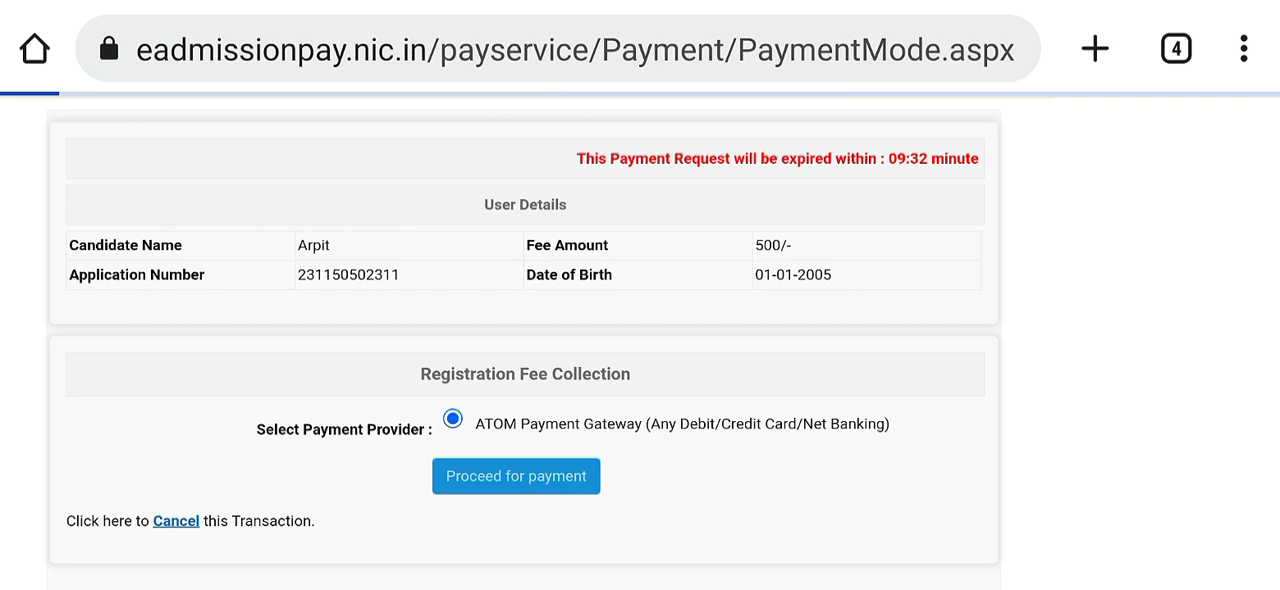 eadmissionpay.nic.in/payservice/Payment/PaymentMode.aspx
4
This Payment Request will be expired within : 09:32 minute
User Details
Candidate Name Arpit Fee Amount 500/-
Application Number 231150502311 Date of Birth 01-01-2005
Registration Fee Collection
Select Payment Provider : ATOM Payment Gateway (Any Debit/Credit Card/Net Banking)
Proceed for payment
Click here to Cancel this Transaction.